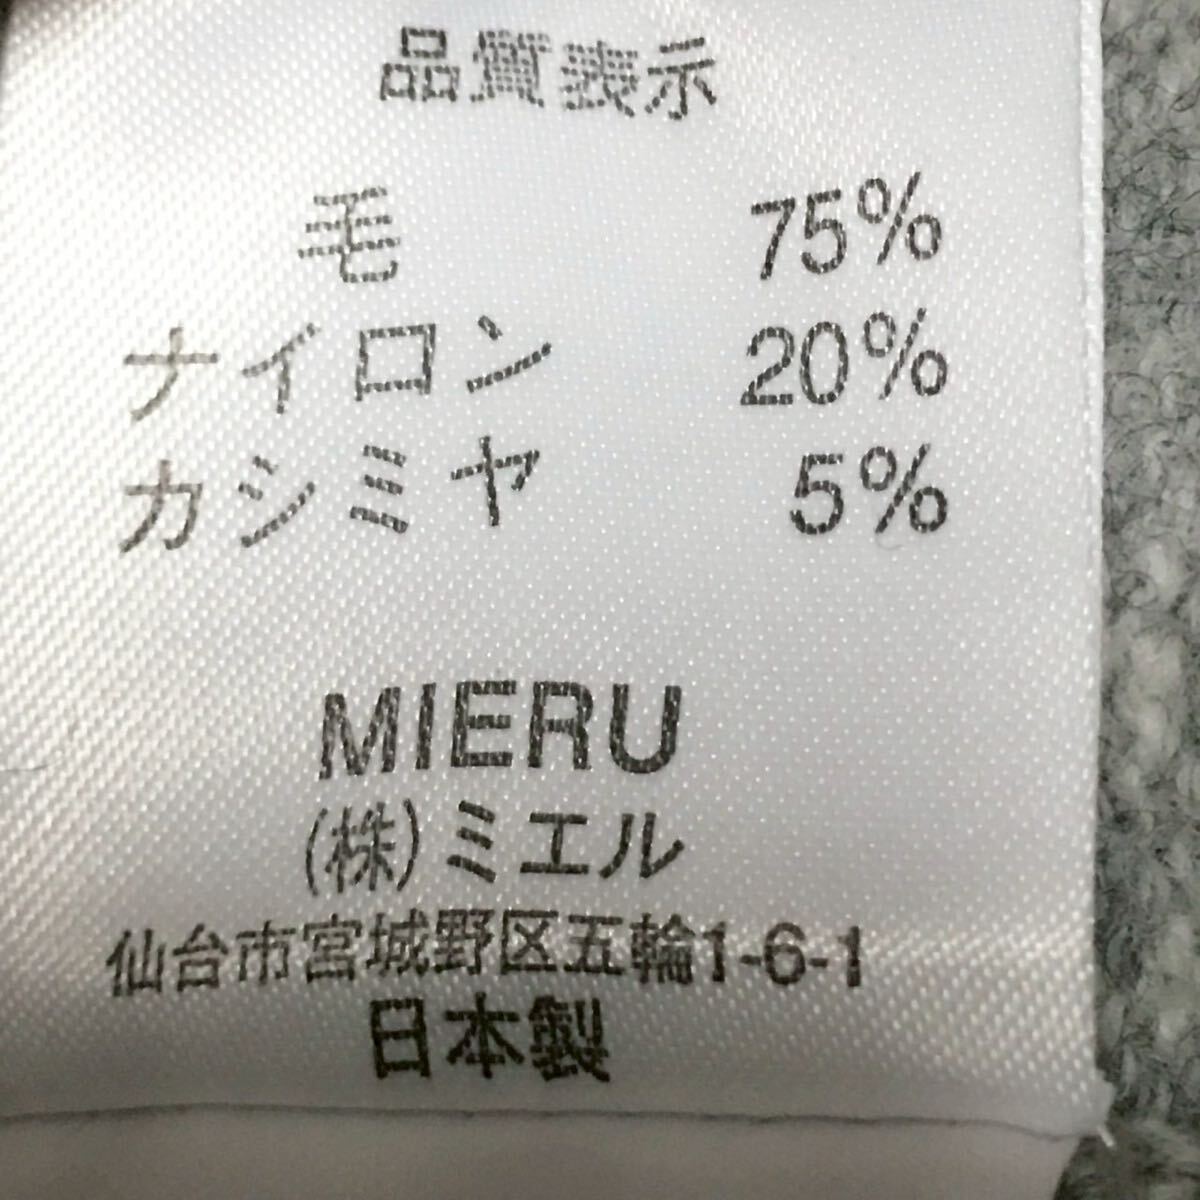 品質表示
毛 75%
ナイロン 20%
カシミヤ 5%
MIERU
(株)ミエル
仙台市宮城野区五輪1-6-1
日本製